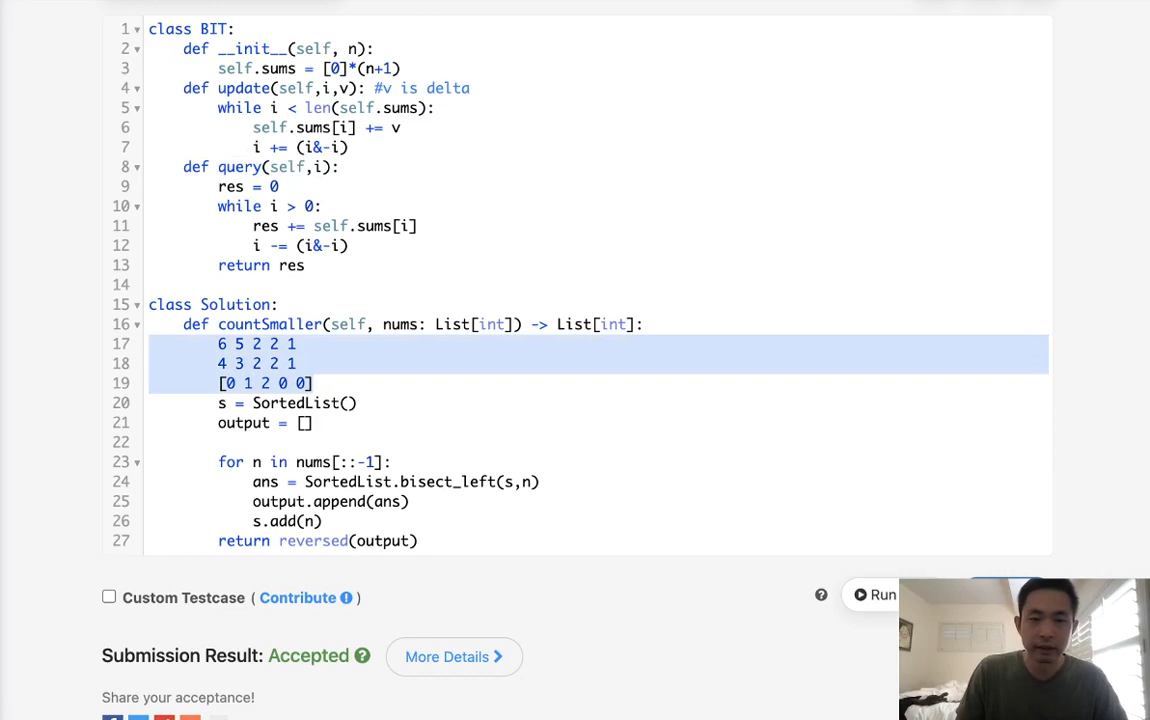 1 class BIT:
2 def __init__(self, n):
3 self.sums = [0]*(n+1)
4 def update(self,i,v): #v is delta
5 while i < len(self.sums):
6 self.sums[i] += v
7 i += (i&-i)
8 def query(self,i):
9 res = 0
10 while i > 0:
11 res += self.sums[i]
12 i -= (i&-i)
13 return res
14
15 class Solution:
16 def countSmaller(self, nums: List[int]) -> List[int]:
17 6 5 2 2 1
18 4 3 2 2 1
19 [0 1 2 0 0]
20 s = SortedList()
21 output = []
22
23 for n in nums[::-1]:
24 ans = SortedList.bisect_left(s,n)
25 output.append(ans)
26 s.add(n)
27 return reversed(output)
Custom Testcase ( Contribute )
Run
Submission Result: Accepted
More Details
Share your acceptance!